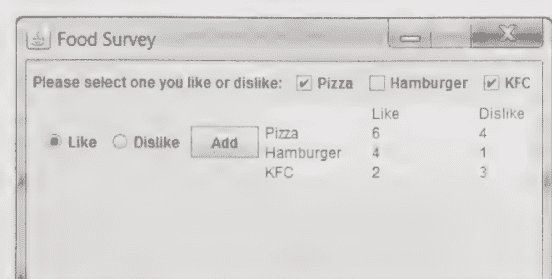 Food Survey
Please select one you like or dislike: Pizza Hamburger KFC
Like Dislike
Like Dislike Add Pizza 6 4
Hamburger 4 1
KFC 2 3